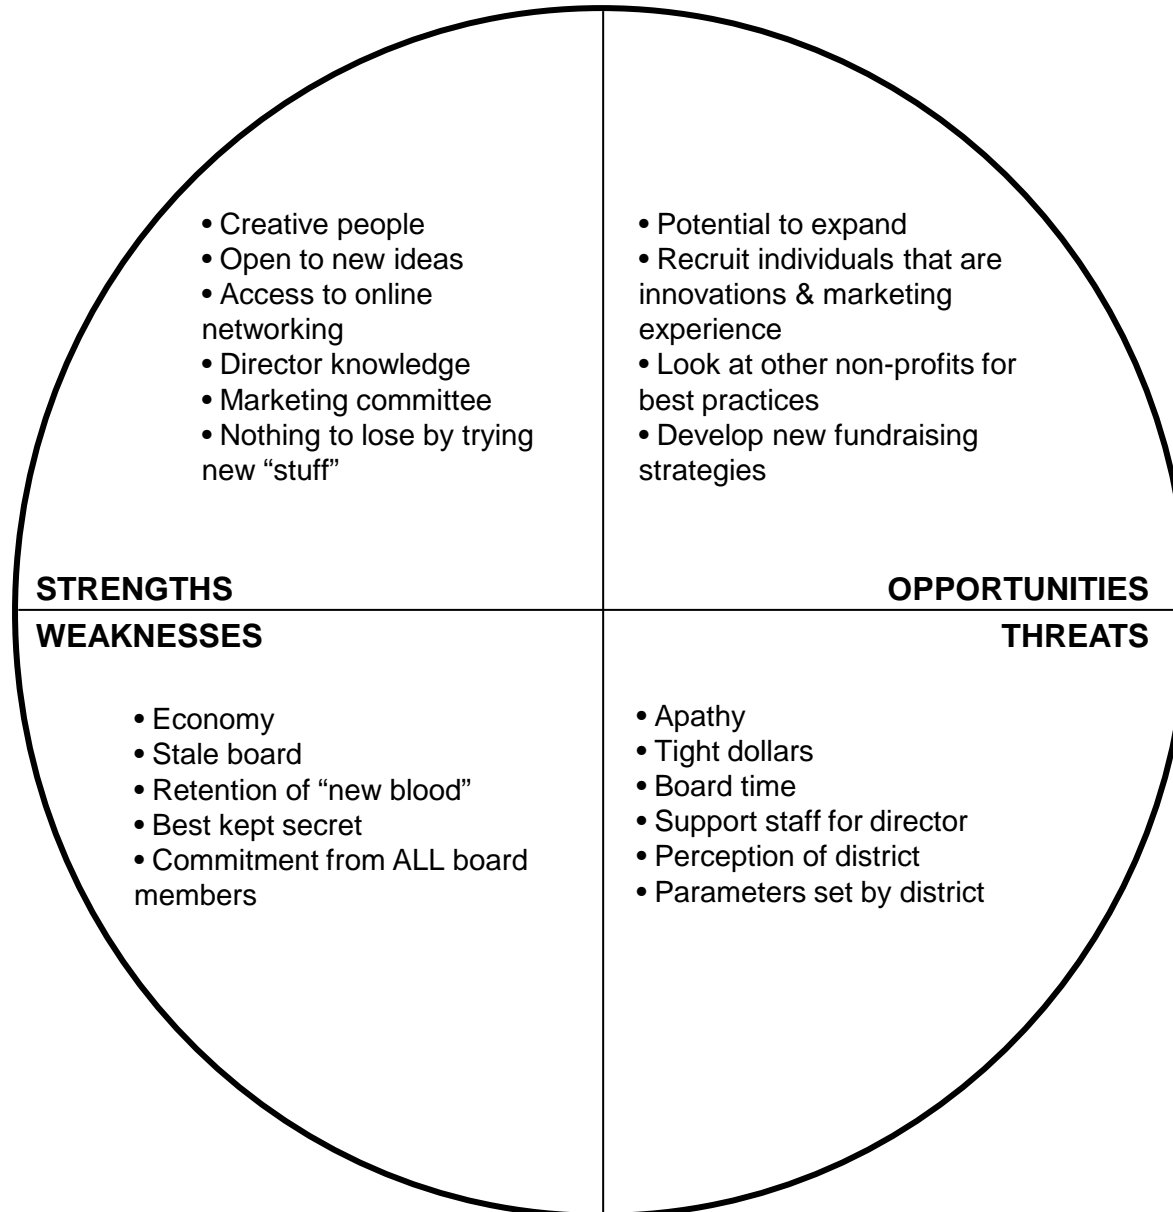 • Creative people
• Open to new ideas
• Access to online
networking
• Director knowledge
• Marketing committee
• Nothing to lose by trying
new “stuff”
STRENGTHS
• Potential to expand
• Recruit individuals that are
innovations & marketing
experience
• Look at other non-profits for
best practices
• Develop new fundraising
strategies
OPPORTUNITIES
WEAKNESSES
• Economy
• Stale board
• Retention of “new blood”
• Best kept secret
• Commitment from ALL board
members
THREATS
• Apathy
• Tight dollars
• Board time
• Support staff for director
• Perception of district
• Parameters set by district